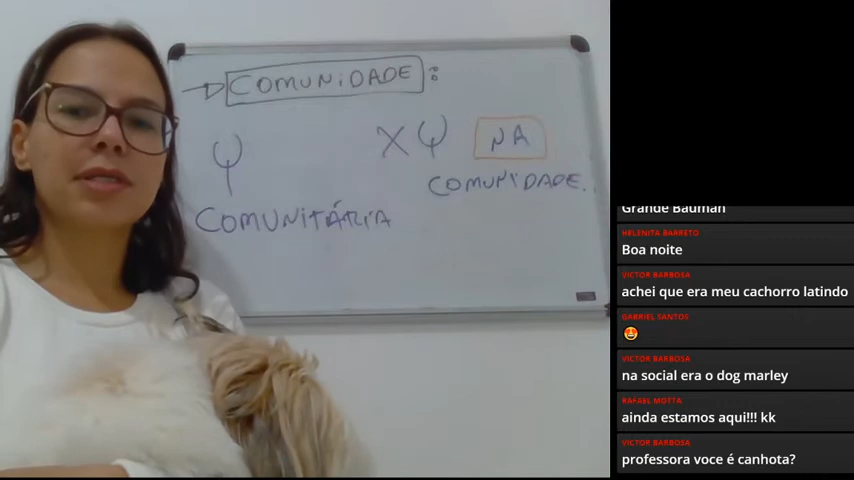 COMUNIDADE:
Ψ X Ψ NA
COMUNIDADE.
COMUNITÁRIA
Grande Bauman
HELENITA BARRETO
Boa noite
VICTOR BARBOSA
achei que era meu cachorro latindo
GABRIEL SANTOS
😍
VICTOR BARBOSA
na social era o dog marley
RAFAEL MOTTA
ainda estamos aqui!!! kk
VICTOR BARBOSA
professora voce é canhota?